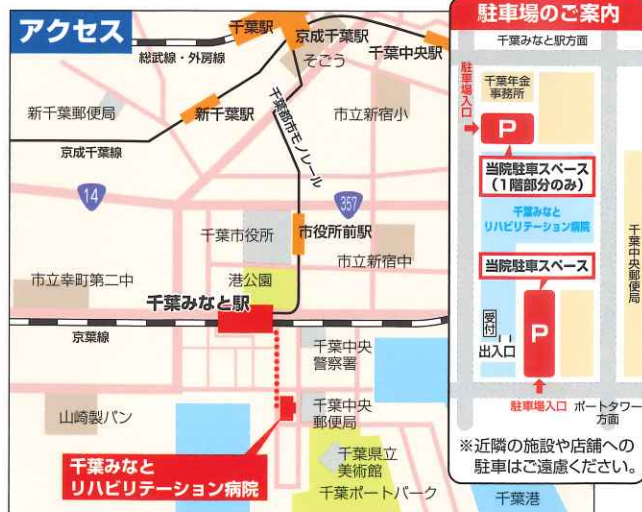 アクセス
千葉駅
京成千葉駅
総武線・外房線
千葉中央駅
そごう
新千葉郵便局
新千葉駅
千葉都市モノレール
市立新宿小
京成千葉線
14
357
千葉市役所
市役所前駅
市立幸町第二中
港公園
市立新宿中
千葉みなと駅
京葉線
千葉中央
警察署
山崎製パン
千葉中央
郵便局
千葉みなと
リハビリテーション病院
千葉県立
美術館
千葉ポートパーク
千葉港
駐車場のご案内
千葉みなと駅方面
駐車場入口
千葉年金
事務所
P
当院駐車スペース
(1階部分のみ)
千葉みなと
リハビリテーション病院
千葉中央郵便局
当院駐車スペース
受付
P
出入口
駐車場入口
ポートタワー
方面
※近隣の施設や店舗への
駐車はご遠慮ください。